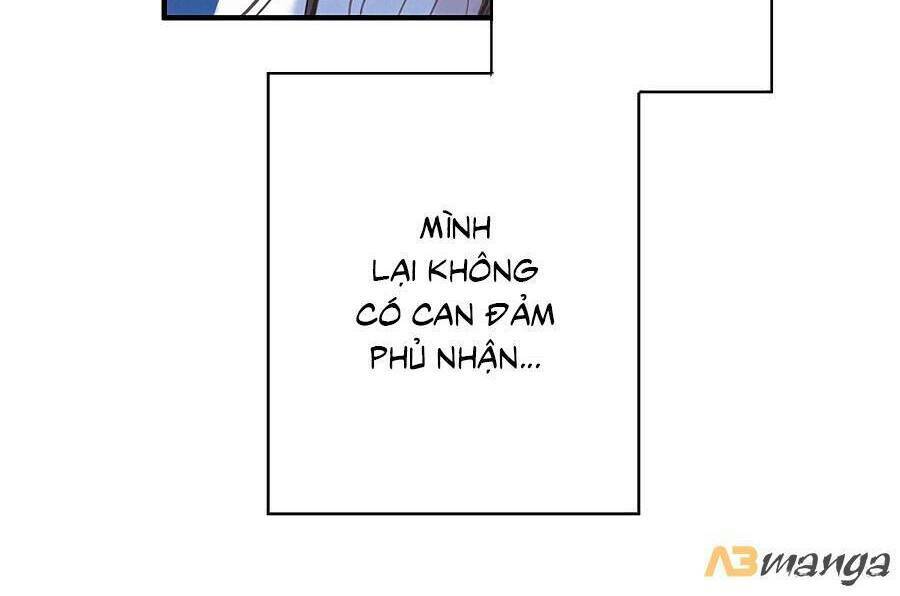 MÌNH
LẠI KHÔNG
CÓ CAN ĐẢM
PHỦ NHẬN...
A3manga